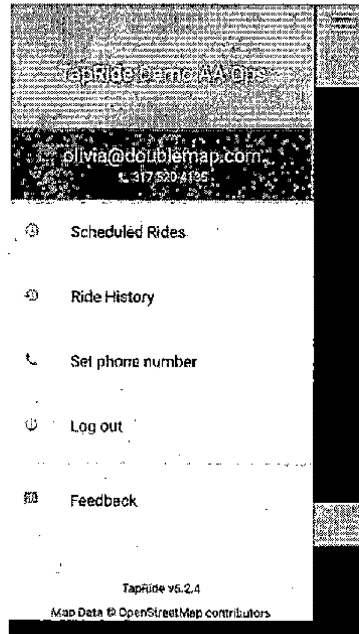 TapRide Demo AA Ops
olivia@doublemap.com
317-520-4135
Scheduled Rides
Ride History
Set phone number
Log out
Feedback
TapRide v5.2.4
Map Data © OpenStreetMap contributors